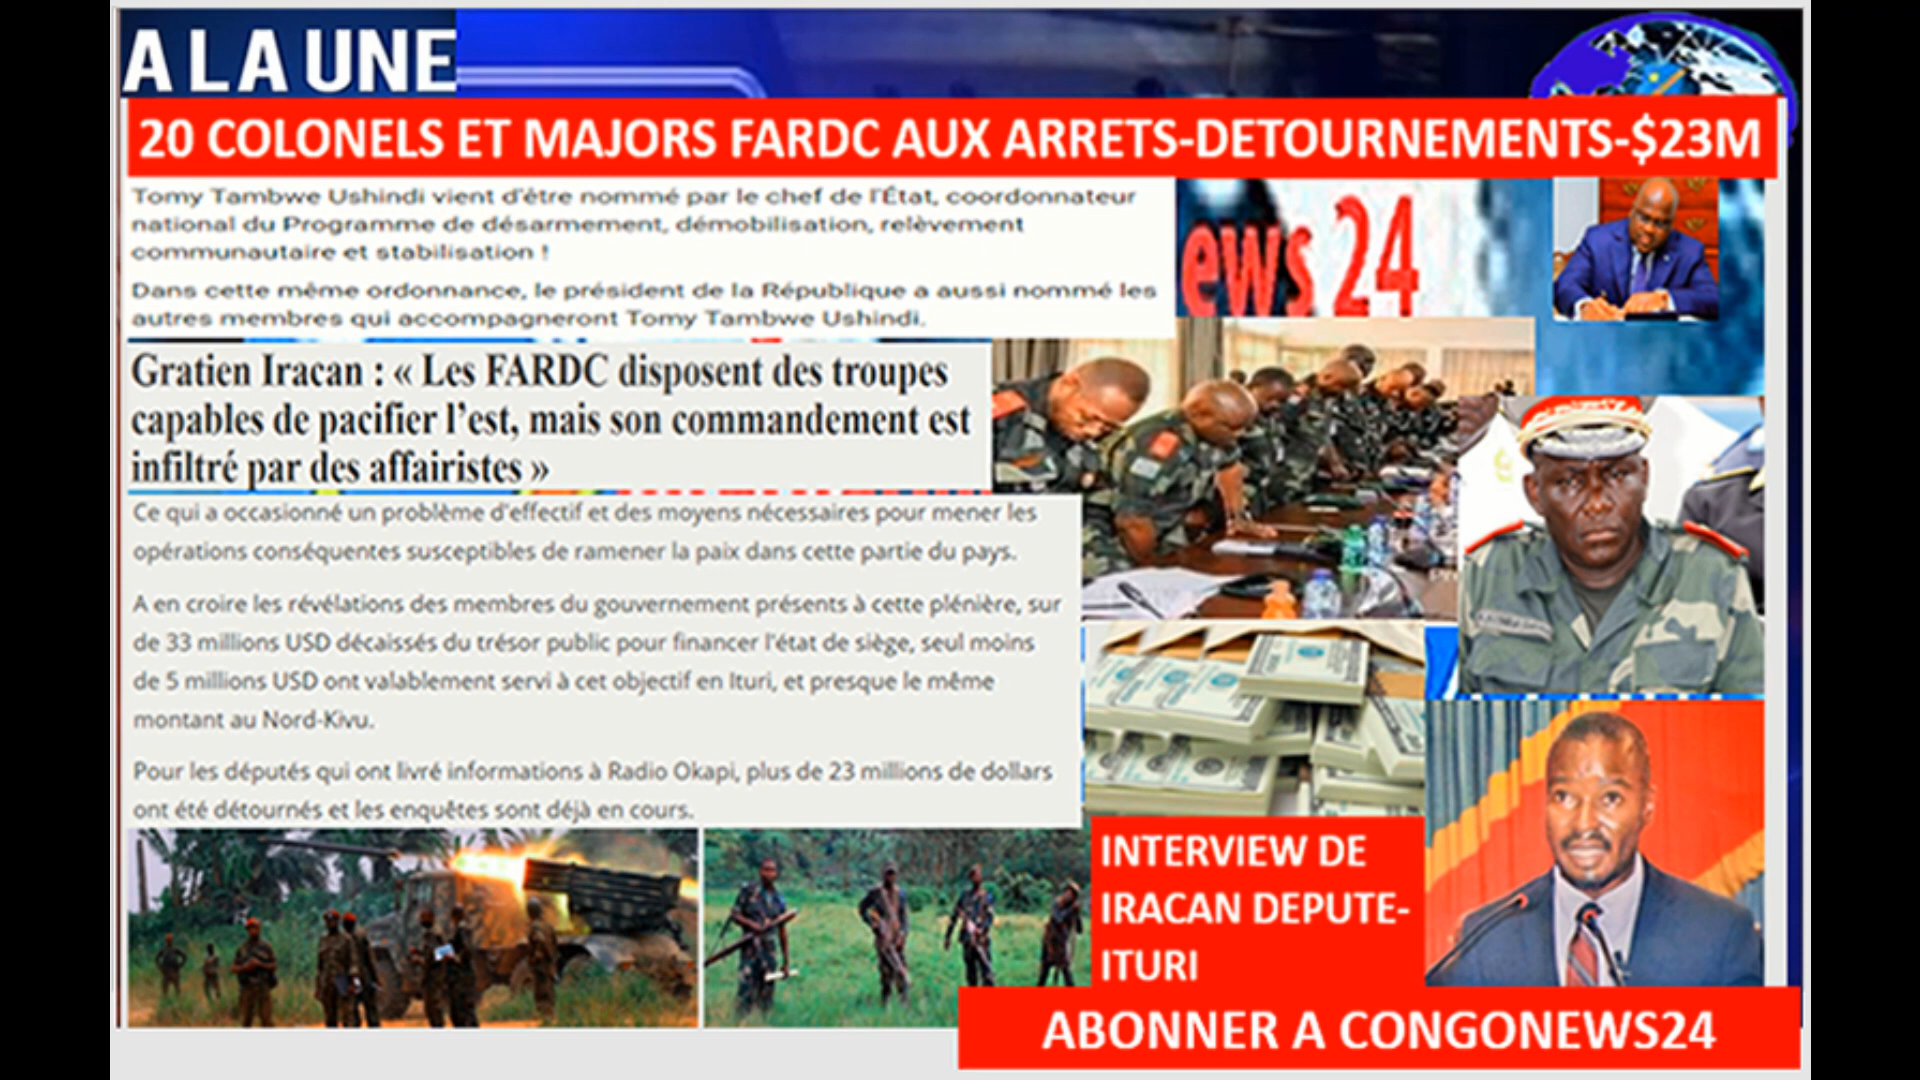 A LA UNE
20 COLONELS ET MAJORS FARDC AUX ARRETS-DETOURNEMENTS-$23M
Tomy Tambwe Ushindi vient d'être nommé par le chef de l'État, coordonnateur
national du Programme de désarmement, démobilisation, relèvement
communautaire et stabilisation !
Dans cette même ordonnance, le président de la République a aussi nommé les
autres membres qui accompagneront Tomy Tambwe Ushindi.
ews 24
Gratien Iracan : « Les FARDC disposent des troupes
capables de pacifier l'est, mais son commandement est
infiltré par des affairistes »
Ce qui a occasionné un problème d'effectif et des moyens nécessaires pour mener les
opérations conséquentes susceptibles de ramener la paix dans cette partie du pays.
A en croire les révélations des membres du gouvernement présents à cette plénière, sur
de 33 millions USD décaissés du trésor public pour financer l'état de siège, seul moins
de 5 millions USD ont valablement servi à cet objectif en Ituri, et presque le même
montant au Nord-Kivu.
Pour les députés qui ont livré informations à Radio Okapi, plus de 23 millions de dollars
ont été détournés et les enquêtes sont déjà en cours.
INTERVIEW DE
IRACAN DEPUTE-
ITURI
ABONNER A CONGONEWS24